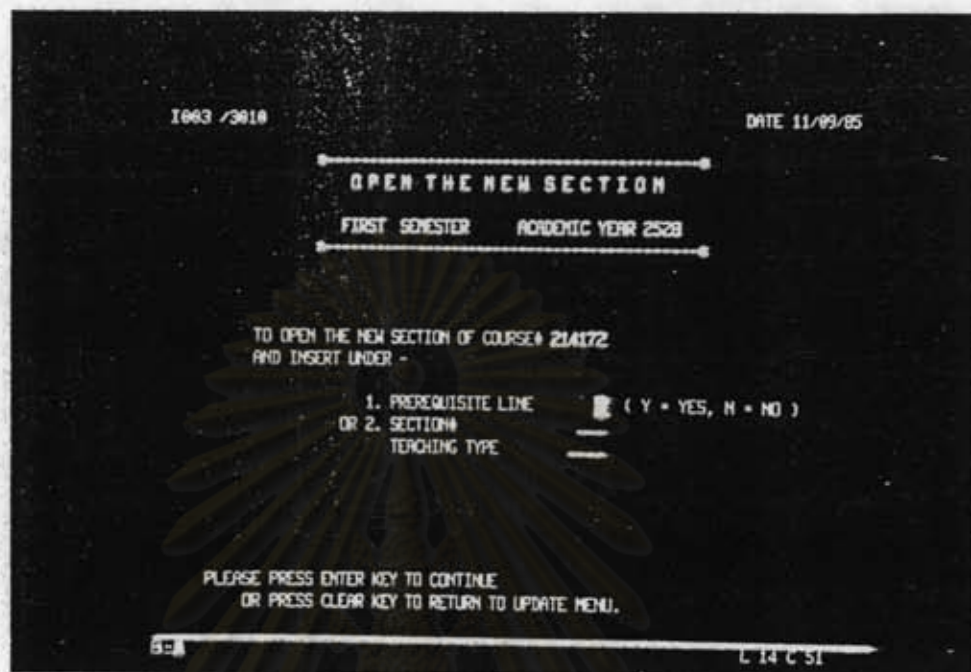 I003 /3010 DATE 11/09/85
OPEN THE NEW SECTION
FIRST SEMESTER ACADEMIC YEAR 2528
TO OPEN THE NEW SECTION OF COURSE# 214172
AND INSERT UNDER -
1. PREREQUISITE LINE ( Y = YES, N = NO )
OR 2. SECTION#
TEACHING TYPE
PLEASE PRESS ENTER KEY TO CONTINUE
OR PRESS CLEAR KEY TO RETURN TO UPDATE MENU.
L 14 C 51